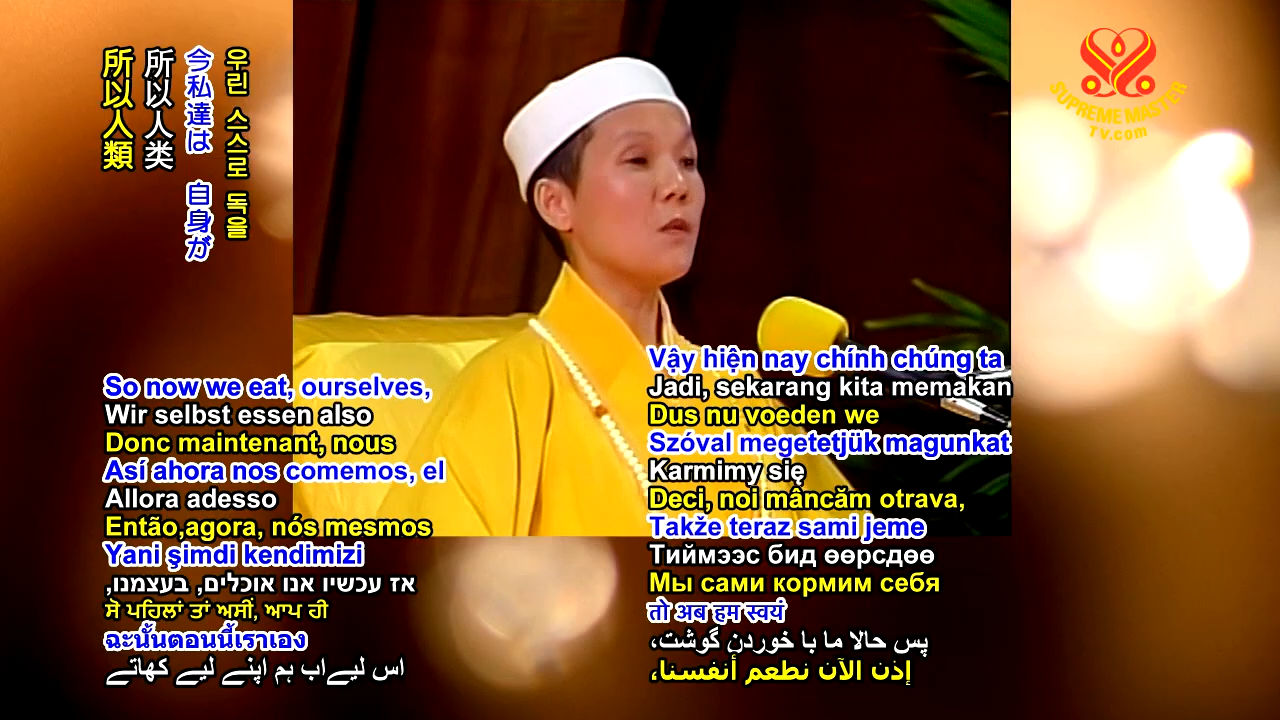 우린 스스로 독을
今私達は 自身が
所以人类
所以人類
SUPREME MASTER
TV.com
So now we eat, ourselves,
Wir selbst essen also
Donc maintenant, nous
Así ahora nos comemos, el
Allora adesso
Então,agora, nós mesmos
Yani şimdi kendimizi
אז עכשיו אנו אוכלים, בעצמנו,
ਸੋ ਪਹਿਲਾਂ ਤਾਂ ਅਸੀਂ, ਆਪ ਹੀ
ฉะนั้นตอนนี้เราเอง
اس لیےاب ہم اپنے لیے کھاتے
Vậy hiện nay chính chúng ta
Jadi, sekarang kita memakan
Dus nu voeden we
Szóval megetetjük magunkat
Karmimy się
Deci, noi mâncăm otrava,
Takže teraz sami jeme
Тиймээс бид өөрсдөө
Мы сами кормим себя
तो अब हम स्वयं
پس حالا ما با خوردن گوشت،
إذن الآن نطعم أنفسنا،